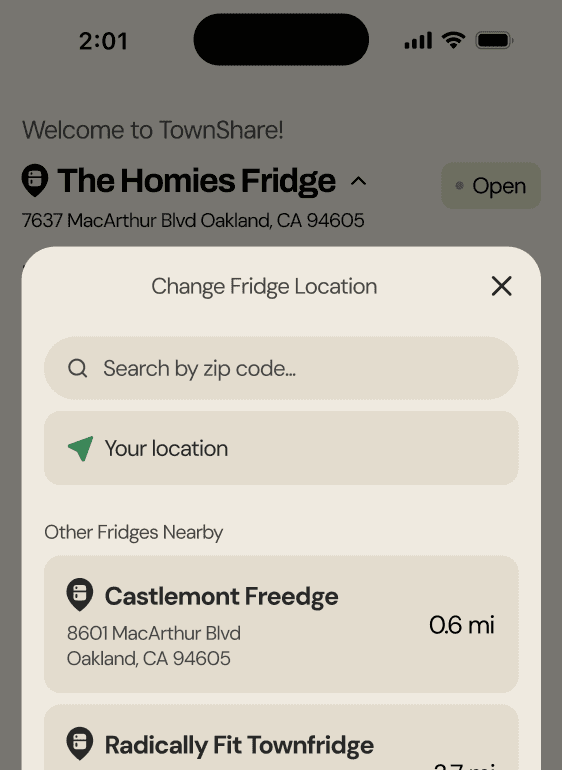 2:01
Welcome to TownShare!
The Homies Fridge
Open
7637 MacArthur Blvd Oakland, CA 94605
Change Fridge Location
Search by zip code...
Your location
Other Fridges Nearby
Castlemont Freedge
8601 MacArthur Blvd
Oakland, CA 94605
0.6 mi
Radically Fit Townfridge